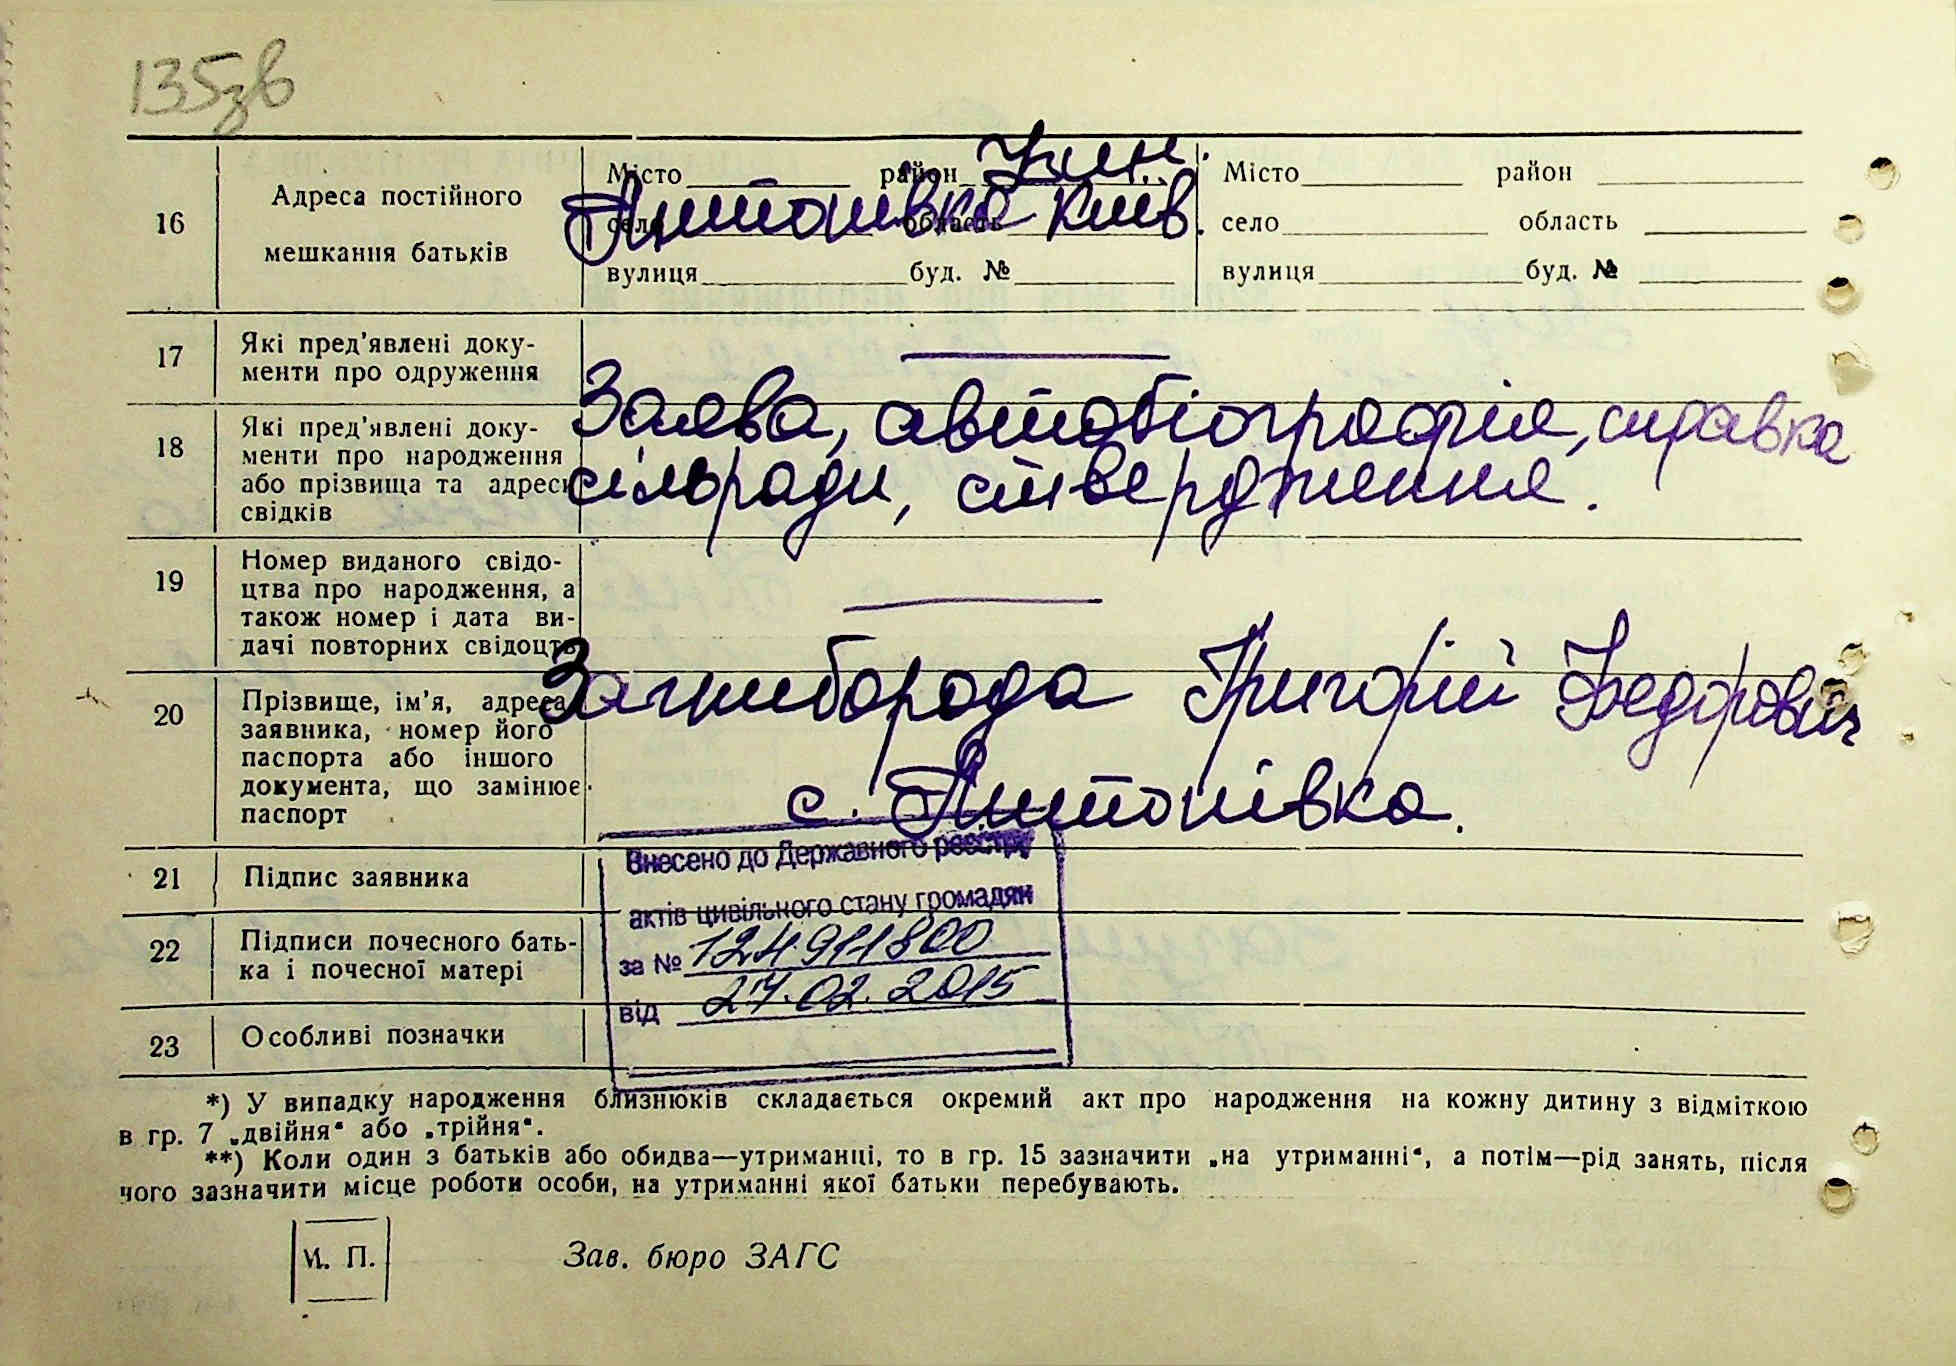 135зв
16 Адреса постійного мешкання батьків
Місто район Жин. Місто район
село Антонівка область Київ. село область
вулиця буд. № вулиця буд. №
17 Які пред’явлені доку-
менти про одруження
18 Які пред’явлені доку-
менти про народження
або прізвища та адреси
свідків
Заява, автобіографія, справка
сільради, ствердження.
19 Номер виданого свідо-
цтва про народження, а
також номер і дата ви-
дачі повторних свідоцтв
20 Прізвище, ім’я, адреса
заявника, номер його
паспорта або іншого
документа, що замінює
паспорт
Загниборода Григорій Федорович
с. Антонівка.
21 Підпис заявника
22 Підписи почесного бать-
ка і почесної матері
23 Особливі позначки
Внесено до Державного реєстру
актів цивільного стану громадян
за № 124911800
від 27.02.2015
*) У випадку народження близнюків складається окремий акт про народження на кожну дитину з відміткою
в гр. 7 „двійня“ або „трійня“.
**) Коли один з батьків або обидва—утриманці, то в гр. 15 зазначити „на утриманні“, а потім—рід занять, після
чого зазначити місце роботи особи, на утриманні якої батьки перебувають.
М. П.
Зав. бюро ЗАГС